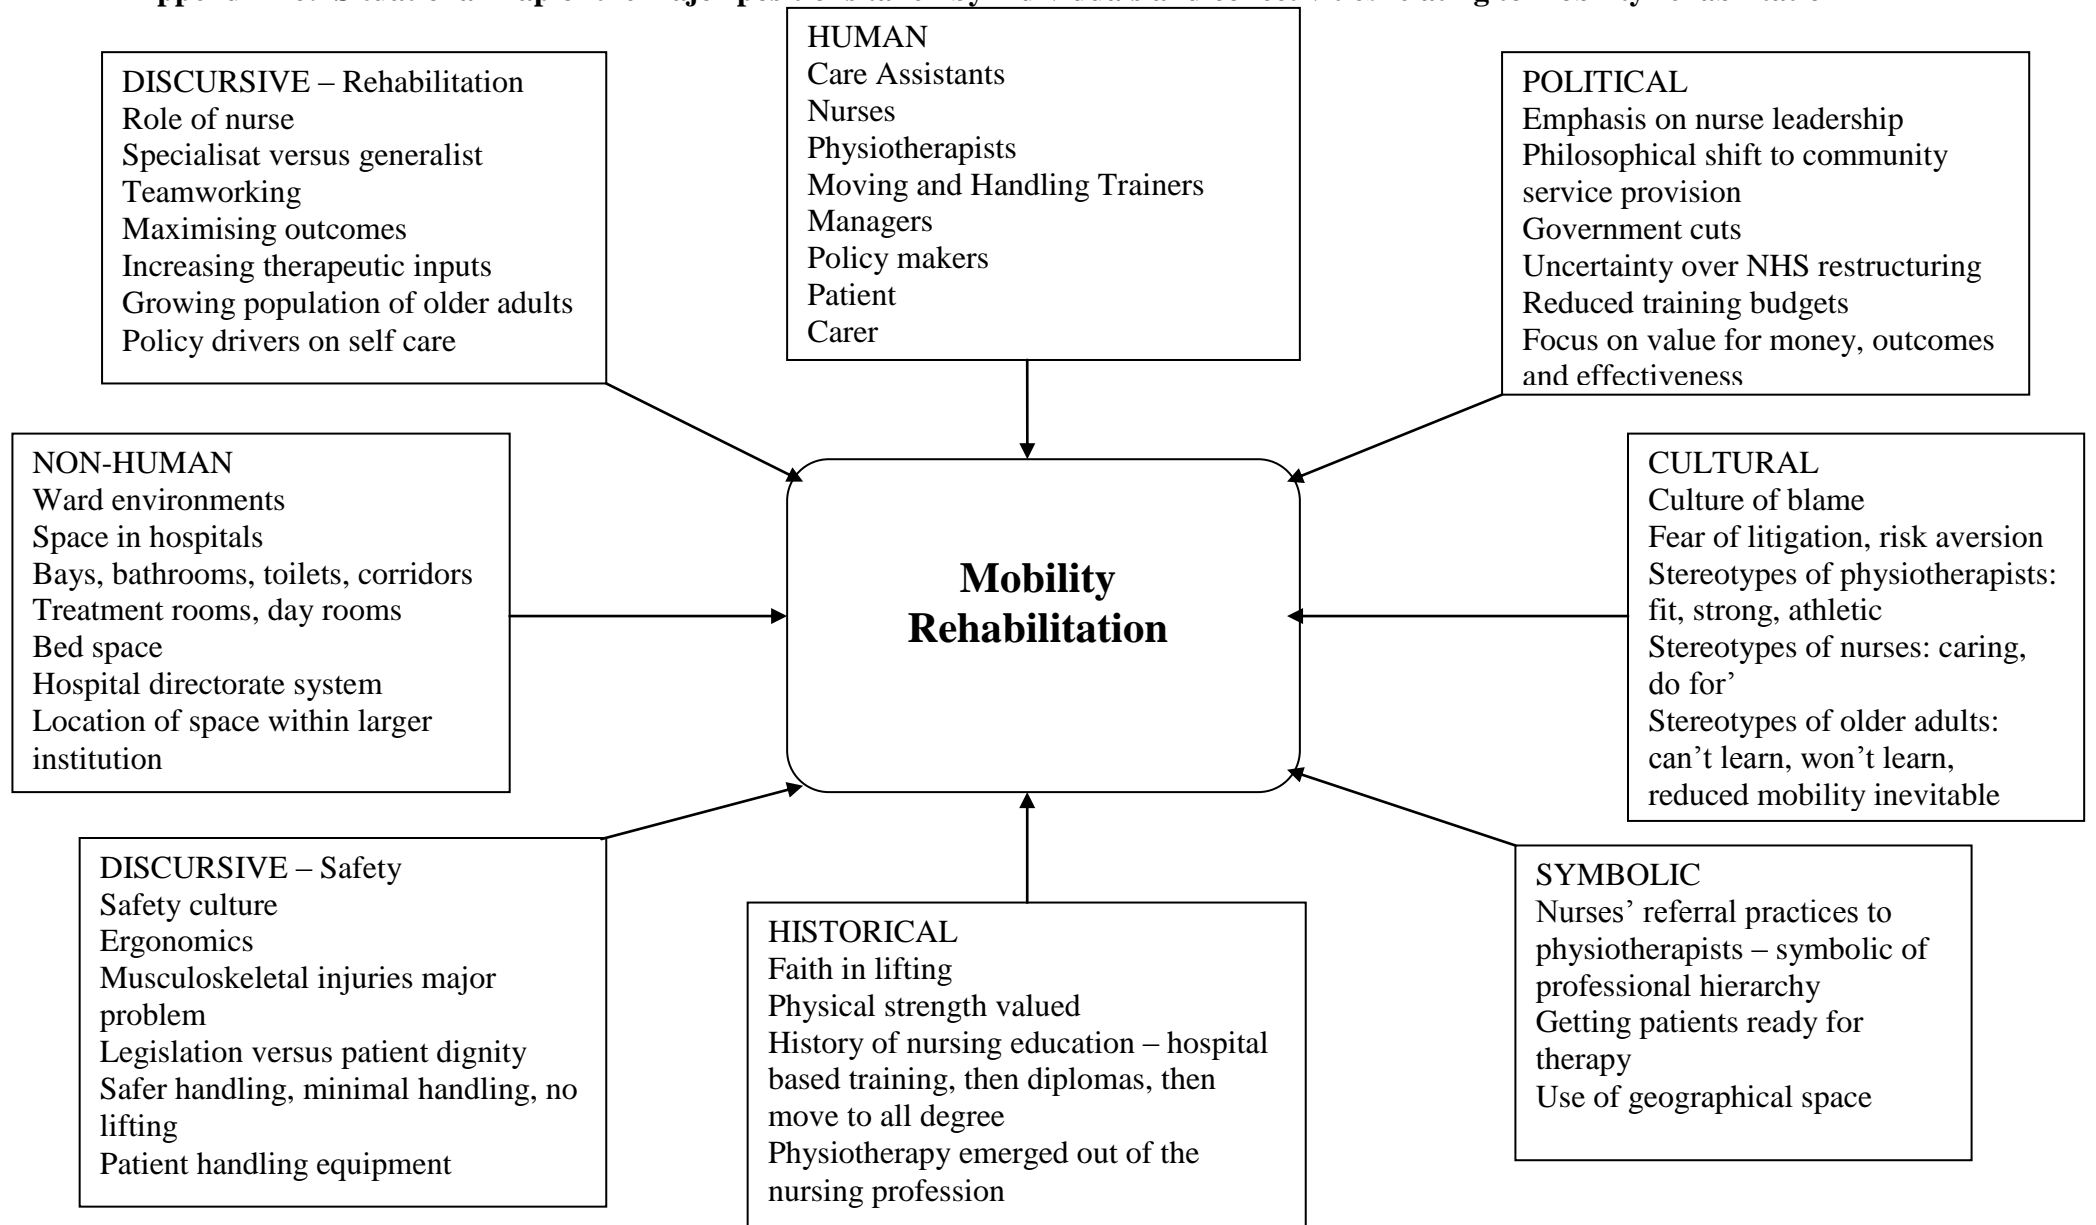 DISCURSIVE – Rehabilitation
Role of nurse
Specialisat versus generalist
Teamworking
Maximising outcomes
Increasing therapeutic inputs
Growing population of older adults
Policy drivers on self care
HUMAN
Care Assistants
Nurses
Physiotherapists
Moving and Handling Trainers
Managers
Policy makers
Patient
Carer
POLITICAL
Emphasis on nurse leadership
Philosophical shift to community
service provision
Government cuts
Uncertainty over NHS restructuring
Reduced training budgets
Focus on value for money, outcomes
and effectiveness
NON-HUMAN
Ward environments
Space in hospitals
Bays, bathrooms, toilets, corridors
Treatment rooms, day rooms
Bed space
Hospital directorate system
Location of space within larger
institution
Mobility
Rehabilitation
CULTURAL
Culture of blame
Fear of litigation, risk aversion
Stereotypes of physiotherapists:
fit, strong, athletic
Stereotypes of nurses: caring,
do for’
Stereotypes of older adults:
can’t learn, won’t learn,
reduced mobility inevitable
DISCURSIVE – Safety
Safety culture
Ergonomics
Musculoskeletal injuries major
problem
Legislation versus patient dignity
Safer handling, minimal handling, no
lifting
Patient handling equipment
HISTORICAL
Faith in lifting
Physical strength valued
History of nursing education – hospital
based training, then diplomas, then
move to all degree
Physiotherapy emerged out of the
nursing profession
SYMBOLIC
Nurses’ referral practices to
physiotherapists – symbolic of
professional hierarchy
Getting patients ready for
therapy
Use of geographical space